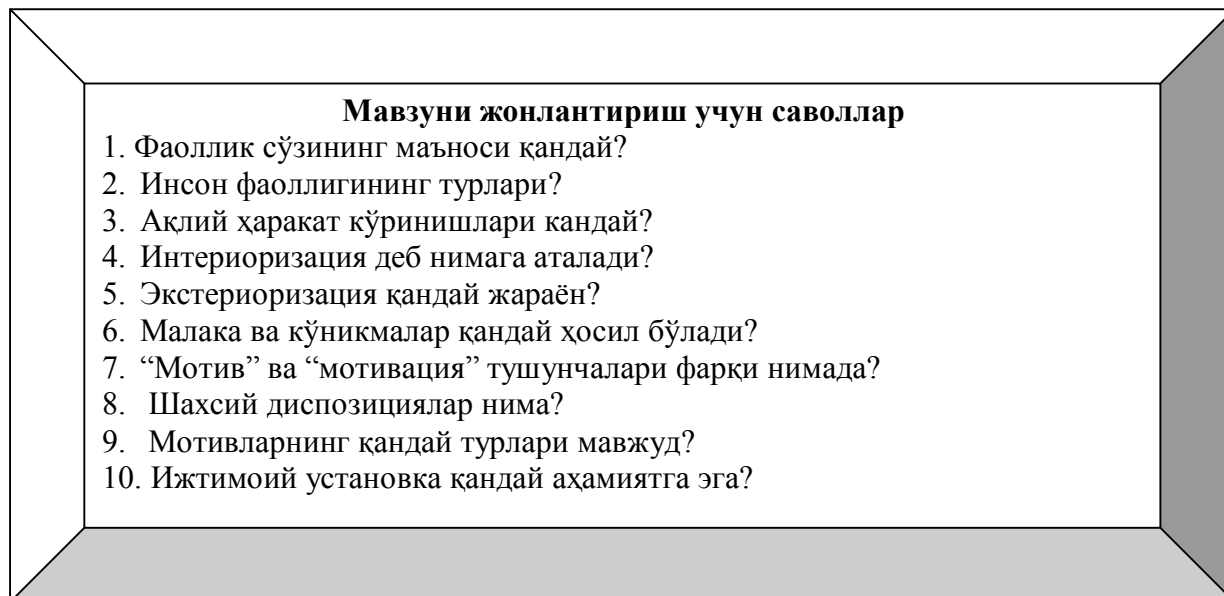 Мавзуни жонлантириш учун саволлар
1. Фаоллик сўзининг маъноси қандай?
2. Инсон фаоллигининг турлари?
3. Ақлий ҳаракат кўринишлари кандай?
4. Интериоризация деб нимага аталади?
5. Экстериоризация қандай жараён?
6. Малака ва кўникмалар қандай ҳосил бўлади?
7. “Мотив” ва “мотивация” тушунчалари фарқи нимада?
8. Шахсий диспозициялар нима?
9. Мотивларнинг қандай турлари мавжуд?
10. Ижтимоий установка қандай аҳамиятга эга?